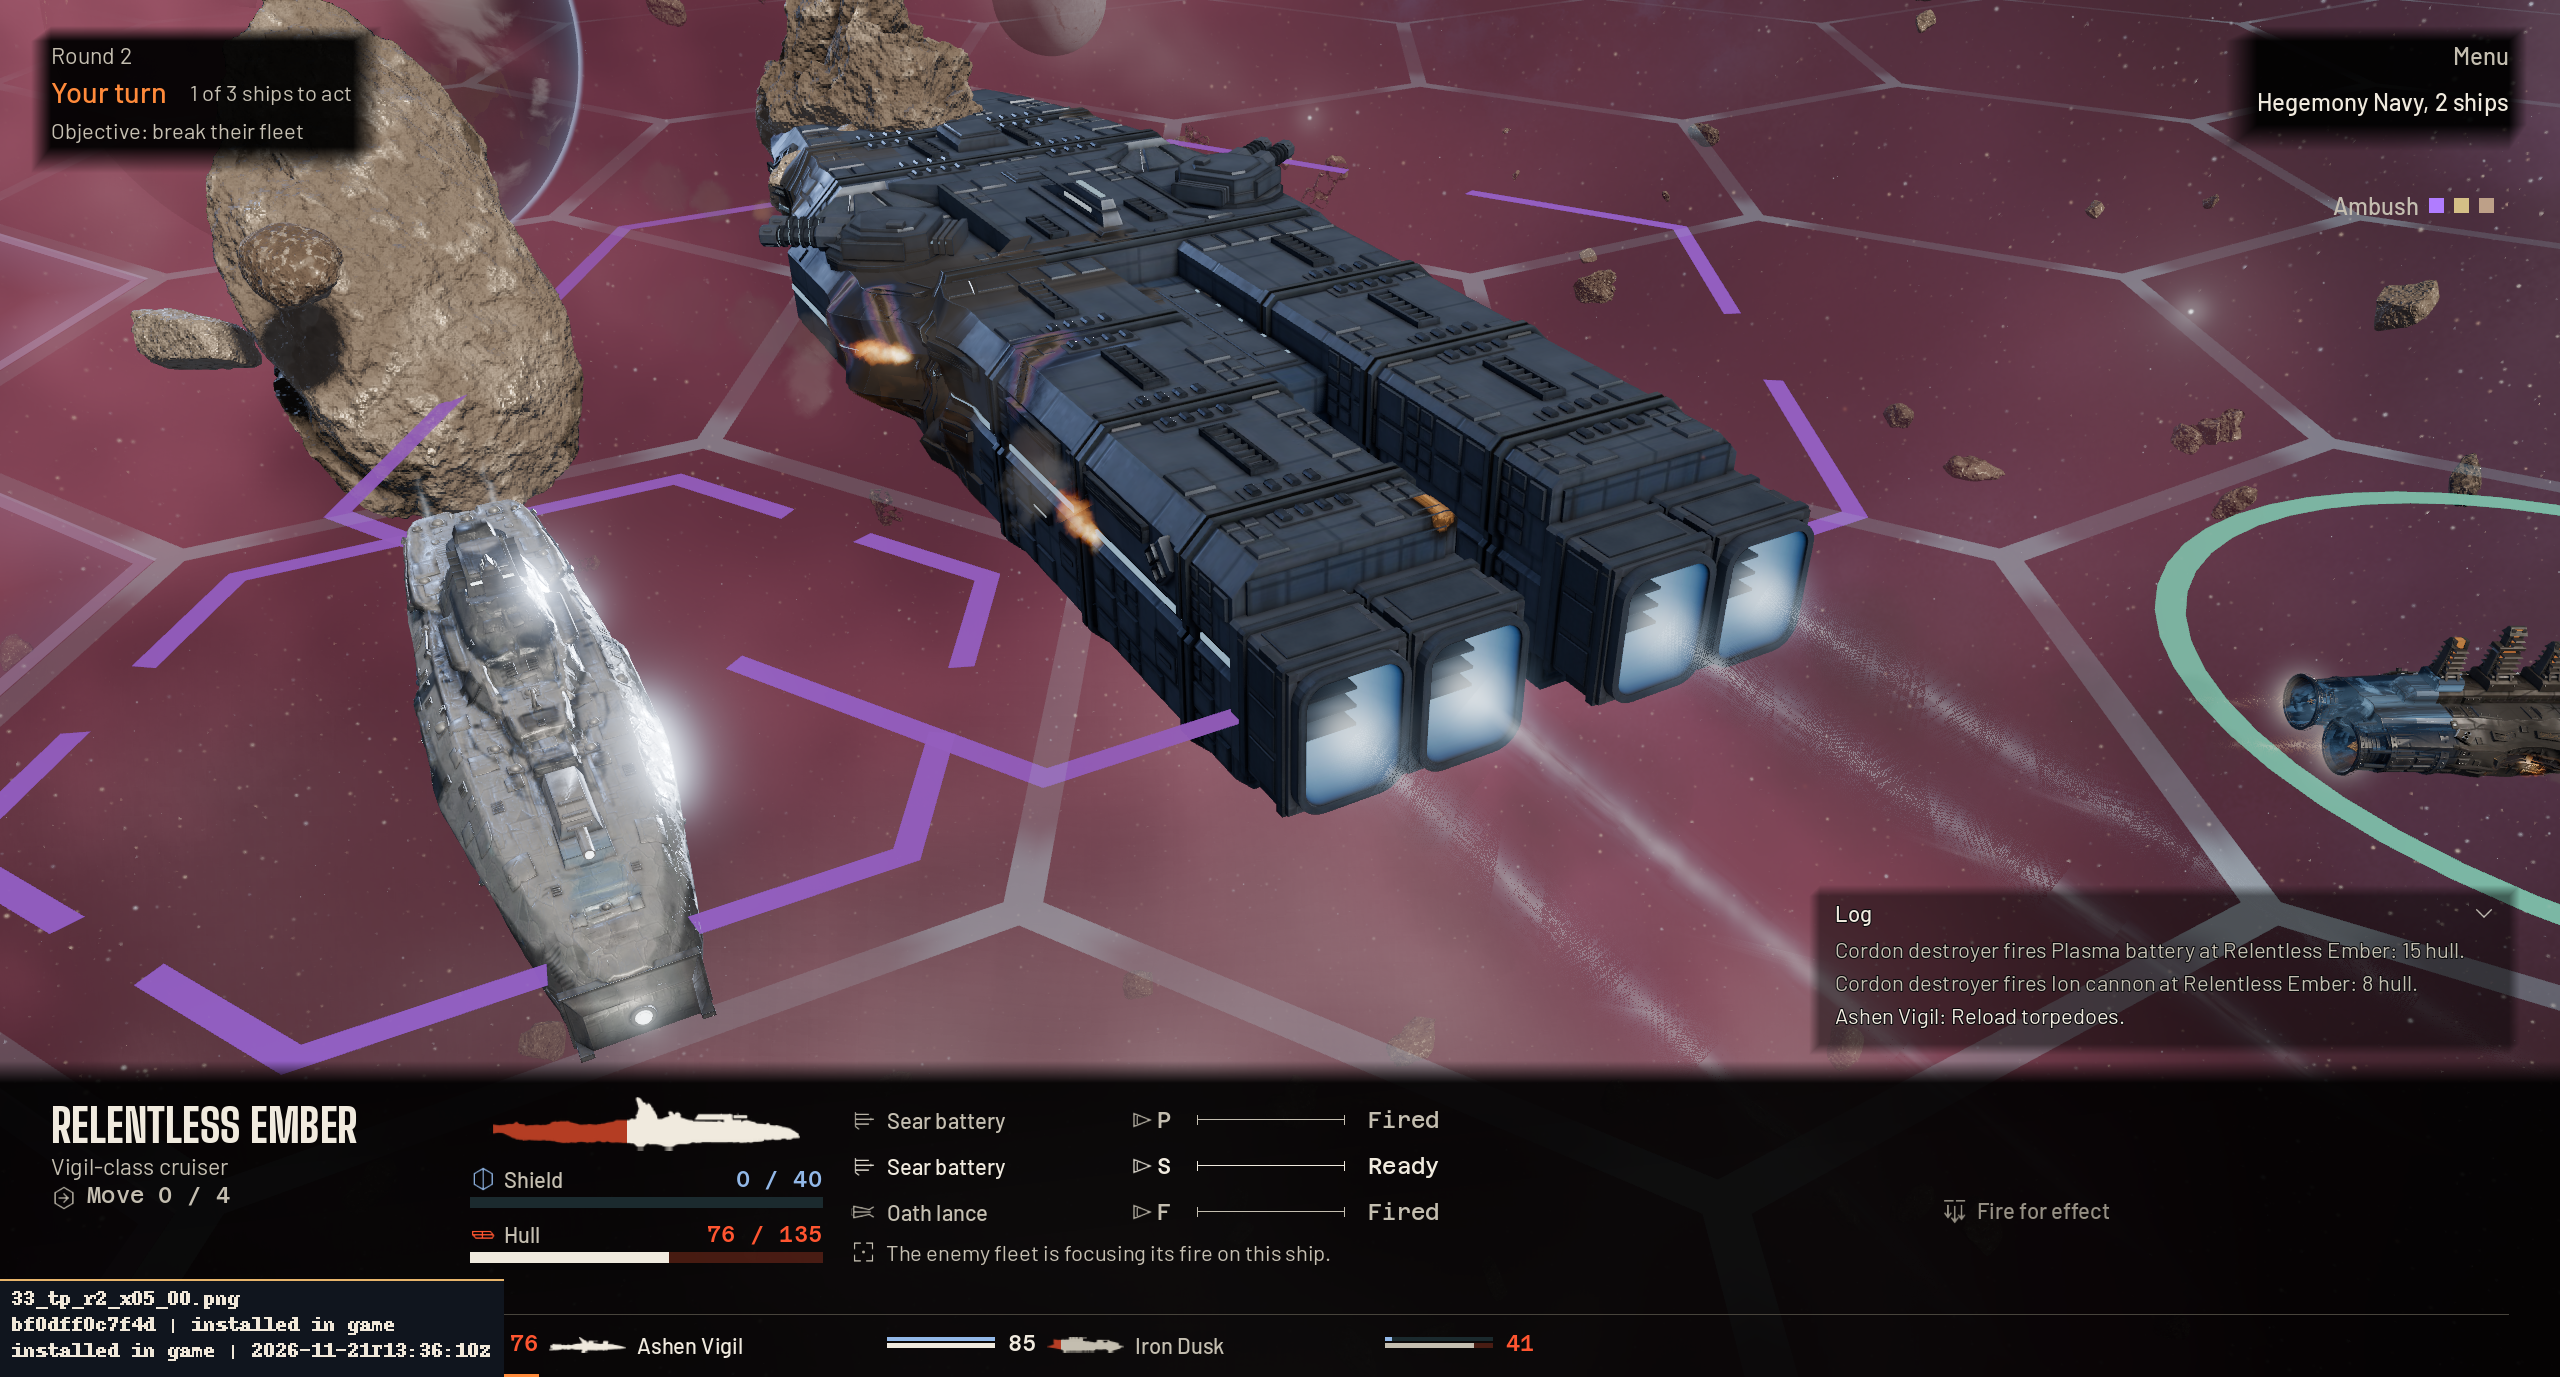 Round 2
Your turn 1 of 3 ships to act
Objective: break their fleet
Menu
Hegemony Navy, 2 ships
Ambush
Log
Cordon destroyer fires Plasma battery at Relentless Ember: 15 hull.
Cordon destroyer fires Ion cannon at Relentless Ember: 8 hull.
Ashen Vigil: Reload torpedoes.
RELENTLESS EMBER
Vigil-class cruiser
Move 0 / 4
Shield 0 / 40
Hull 76 / 135
Sear battery P Fired
Sear battery S Ready
Oath lance F Fired
The enemy fleet is focusing its fire on this ship.
Fire for effect
33_tp_r2_x05_00.png
bf0dff0c7f4d | installed in game
installed in game | 2026-11-21r13:36:10z
76 Ashen Vigil 85 Iron Dusk 41